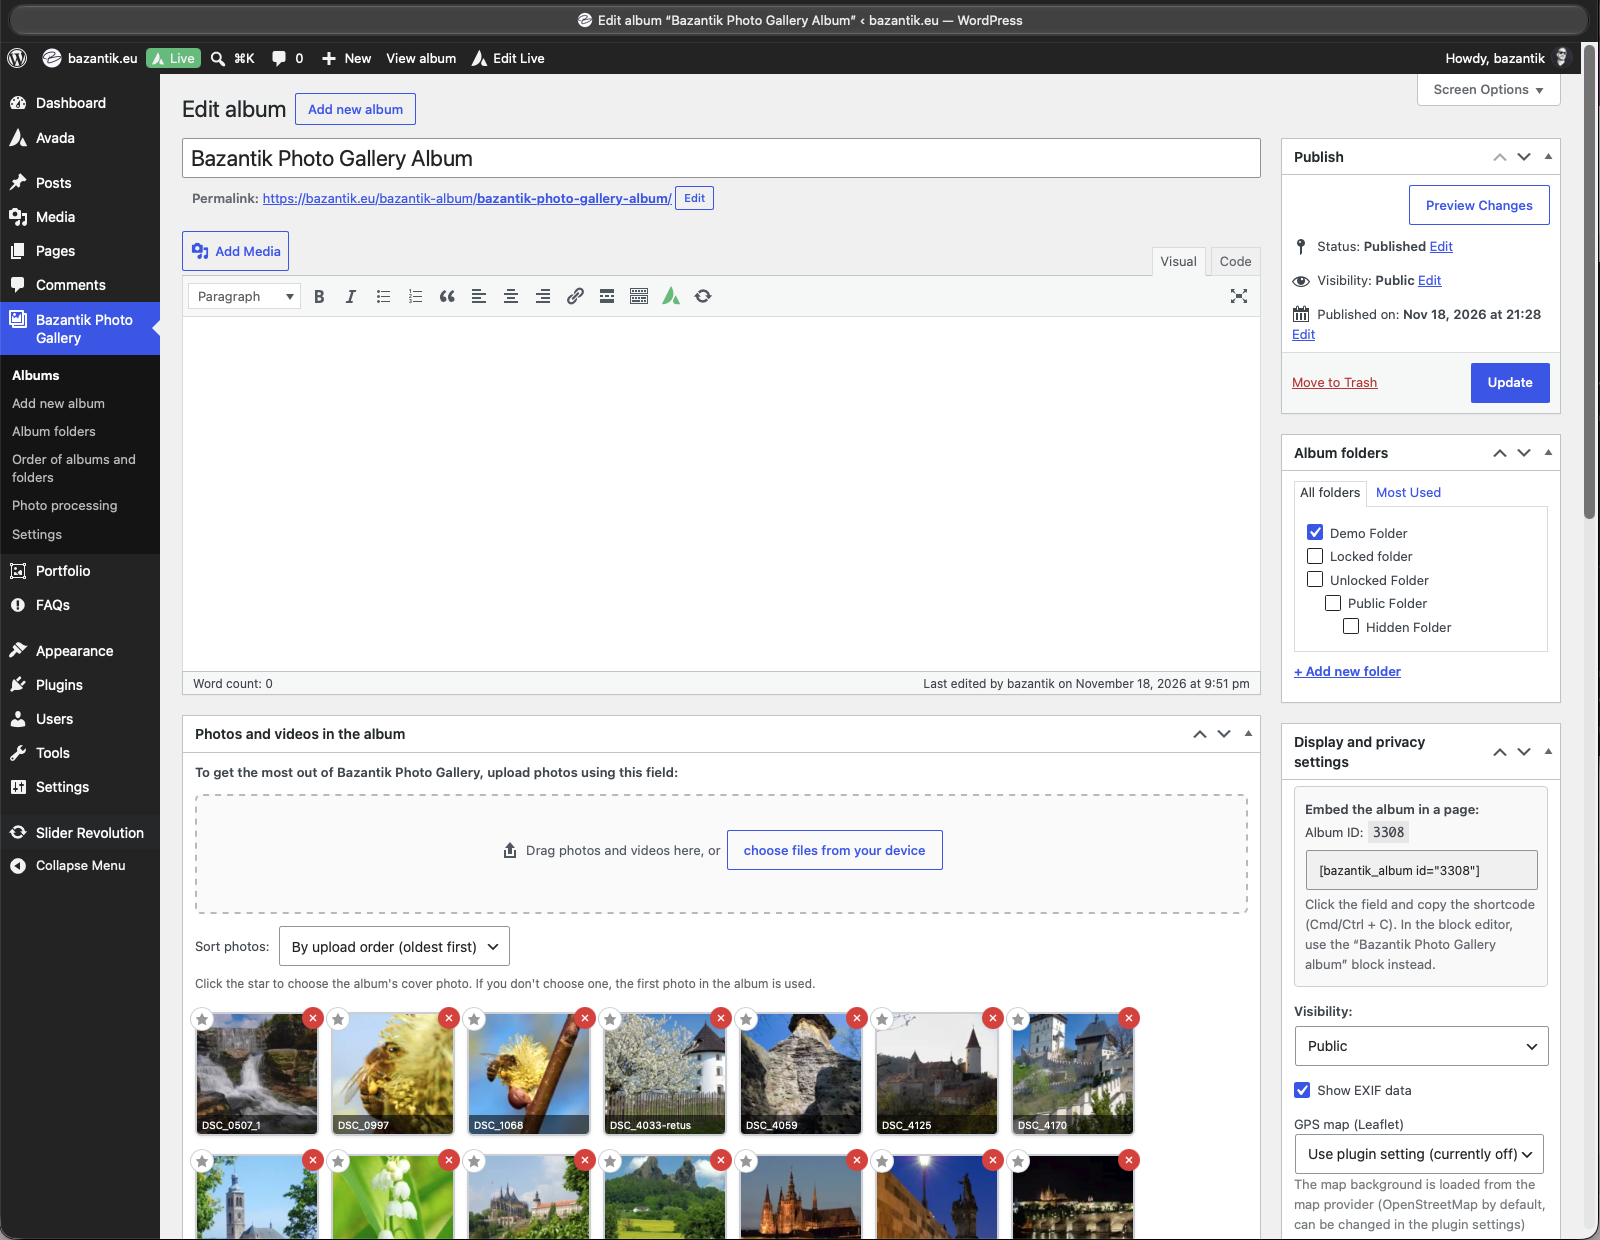 Edit album “Bazantik Photo Gallery Album” ‹ bazantik.eu — WordPress
bazantik.eu Live ⌘K 0 New View album Edit Live Howdy, bazantik
Dashboard
Avada
Posts
Media
Pages
Comments
Bazantik Photo
Gallery
Albums
Add new album
Album folders
Order of albums and
folders
Photo processing
Settings
Portfolio
FAQs
Appearance
Plugins
Users
Tools
Settings
Slider Revolution
Collapse Menu
Screen Options
Edit album Add new album
Bazantik Photo Gallery Album
Permalink: https://bazantik.eu/bazantik-album/bazantik-photo-gallery-album/ Edit
Add Media
Visual Code
Paragraph
Word count: 0 Last edited by bazantik on November 18, 2026 at 9:51 pm
Photos and videos in the album
To get the most out of Bazantik Photo Gallery, upload photos using this field:
Drag photos and videos here, or choose files from your device
Sort photos: By upload order (oldest first)
Click the star to choose the album's cover photo. If you don't choose one, the first photo in the album is used.
DSC_0507_1 DSC_0997 DSC_1068 DSC_4033-retus DSC_4059 DSC_4125 DSC_4170
Publish
Preview Changes
Status: Published Edit
Visibility: Public Edit
Published on: Nov 18, 2026 at 21:28
Edit
Move to Trash Update
Album folders
All folders Most Used
Demo Folder
Locked folder
Unlocked Folder
Public Folder
Hidden Folder
+ Add new folder
Display and privacy
settings
Embed the album in a page:
Album ID: 3308
[bazantik_album id="3308"]
Click the field and copy the shortcode
(Cmd/Ctrl + C). In the block editor,
use the “Bazantik Photo Gallery
album” block instead.
Visibility:
Public
Show EXIF data
GPS map (Leaflet)
Use plugin setting (currently off)
The map background is loaded from the
map provider (OpenStreetMap by default,
can be changed in the plugin settings)